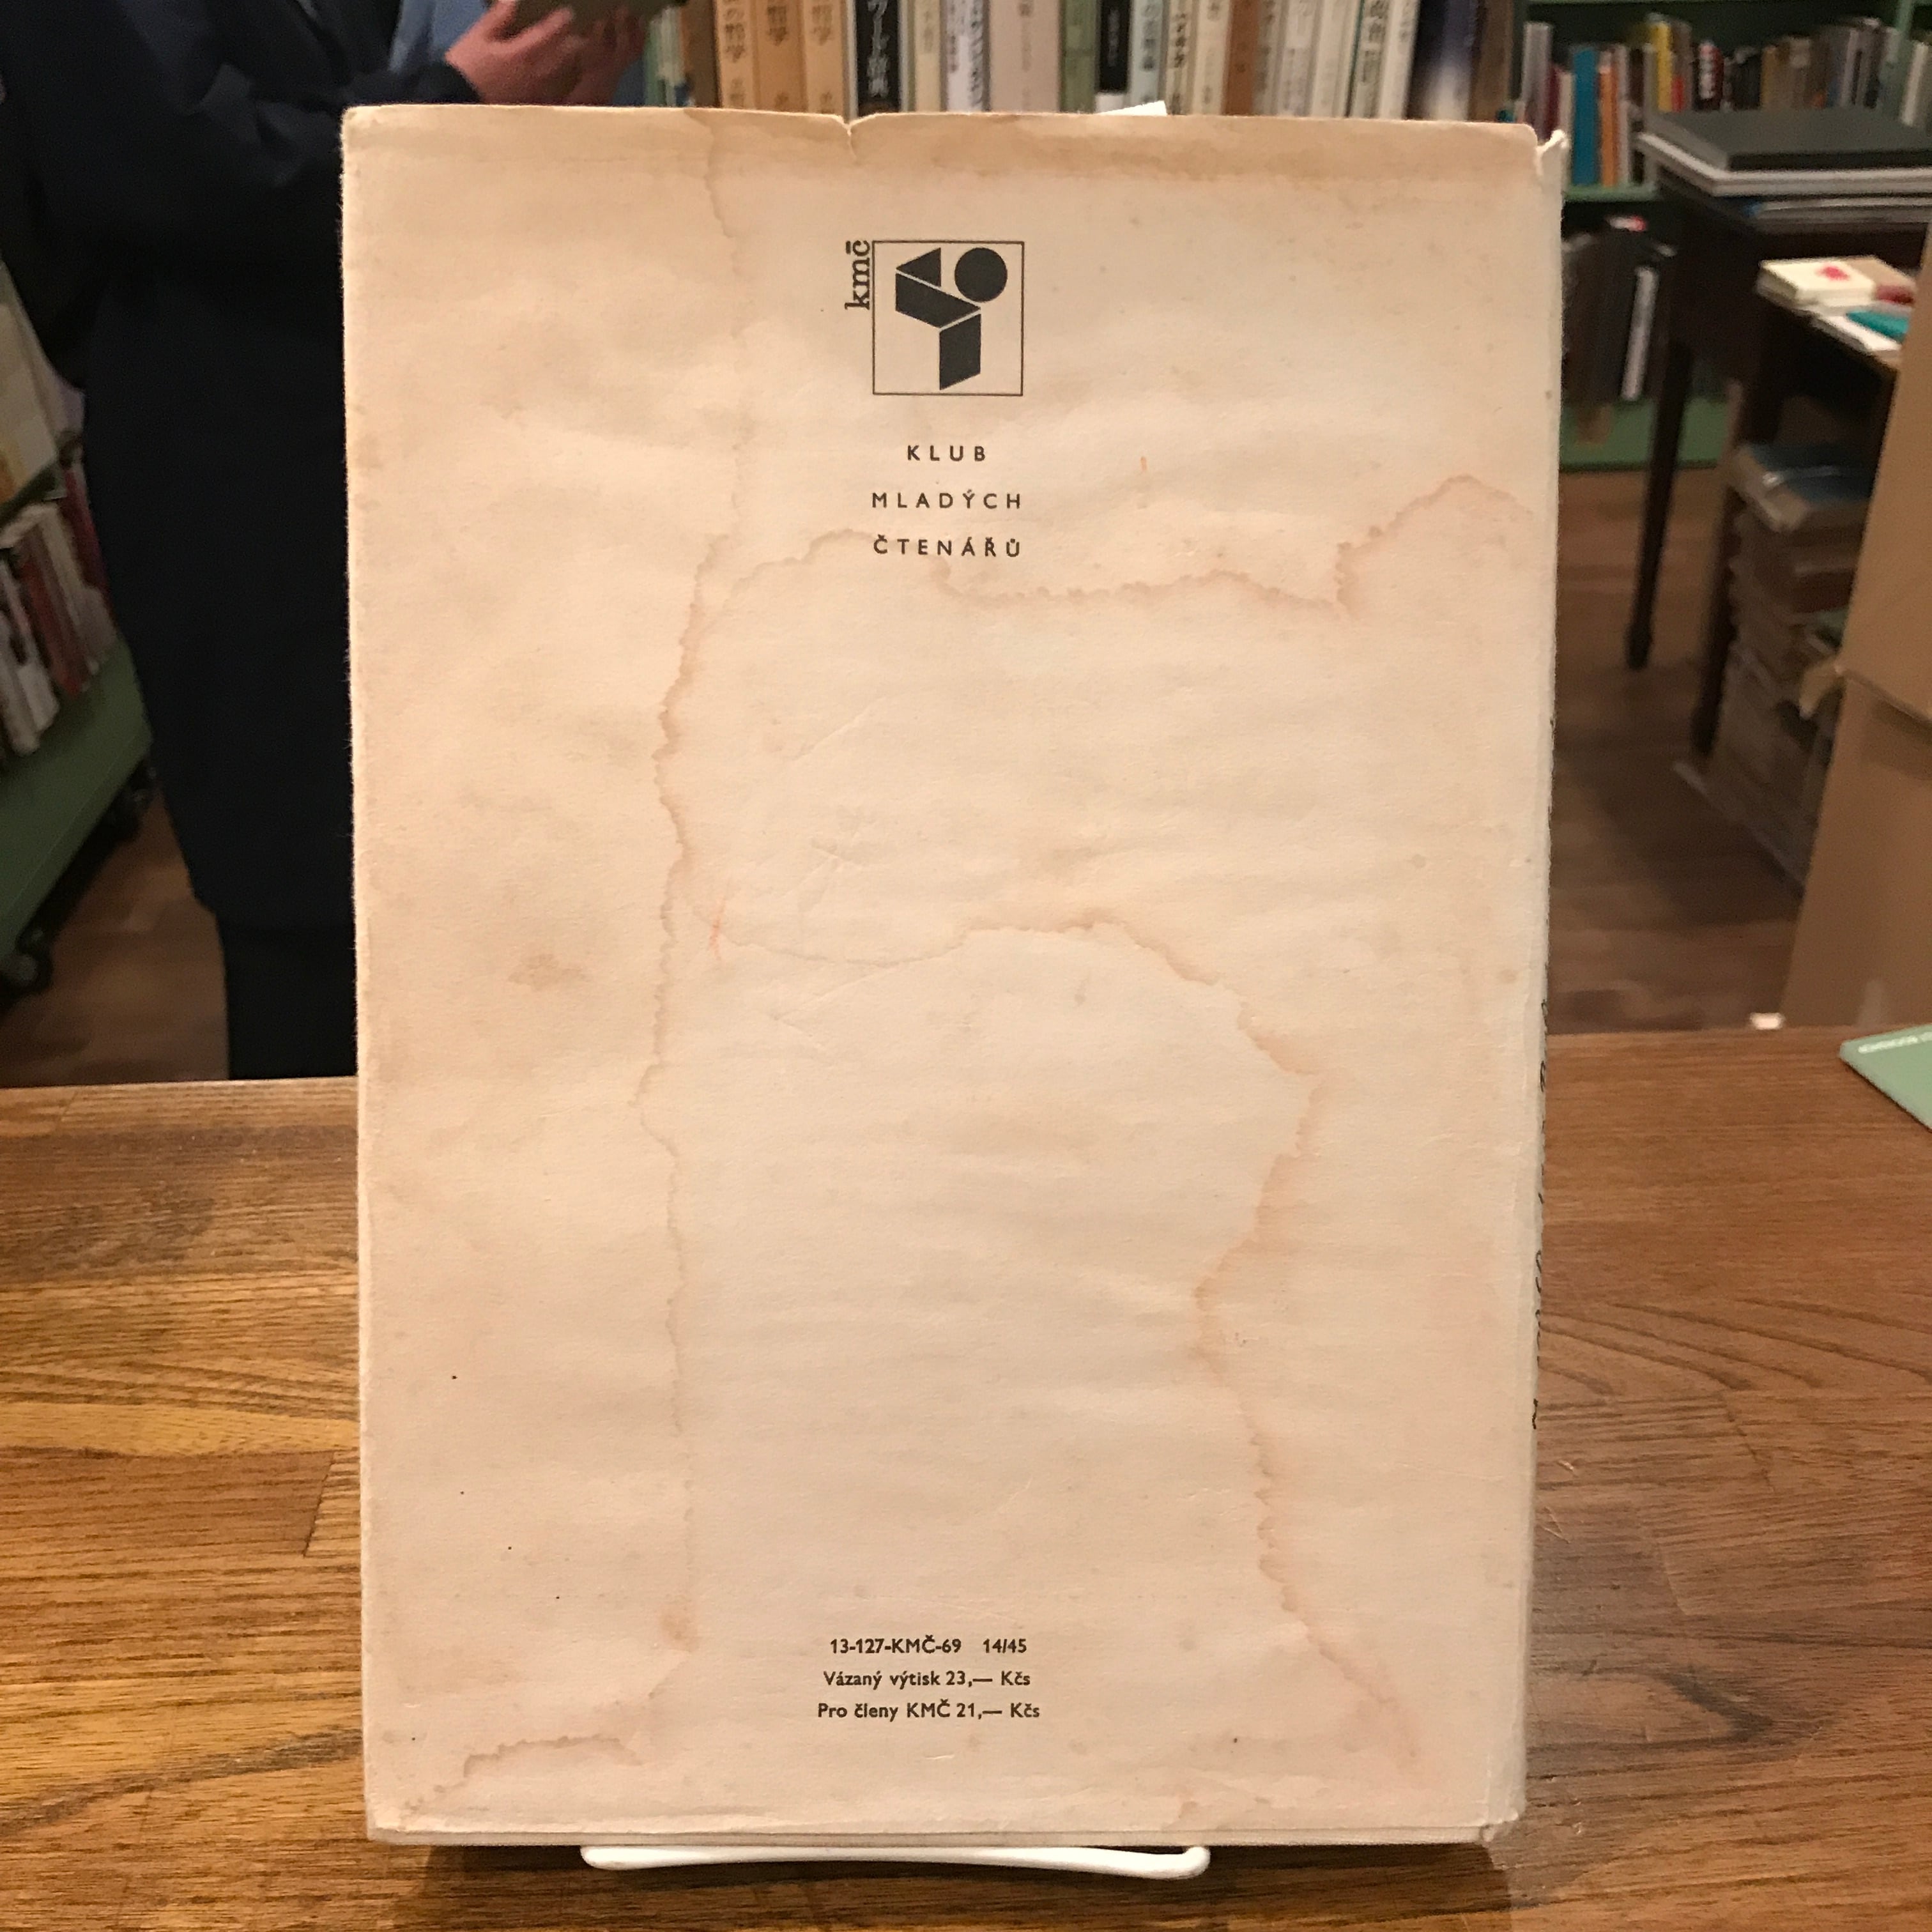 kmč
KLUB
MLADÝCH
ČTENÁŘŮ
13-127-KMČ-69 14/45
Vázaný výtisk 23,— Kčs
Pro členy KMČ 21,— Kčs